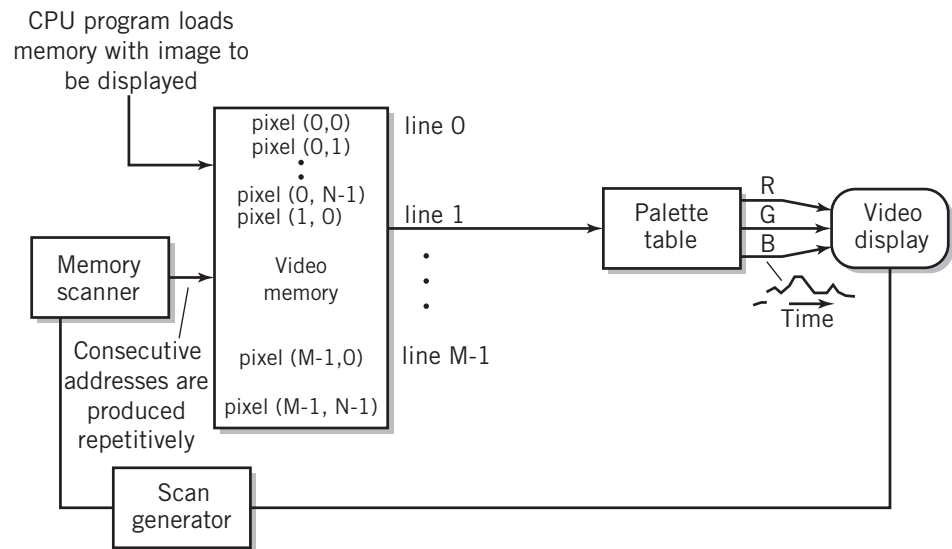 CPU program loads
memory with image to
be displayed
pixel (0,0)
line 0
pixel (0,1)
pixel (0, N-1)
pixel (1, 0)
line 1
Video
memory
pixel (M-1,0)
line M-1
pixel (M-1, N-1)
Memory
scanner
Consecutive
addresses are
produced
repetitively
Scan
generator
Palette
table
R
G
B
Time
Video
display